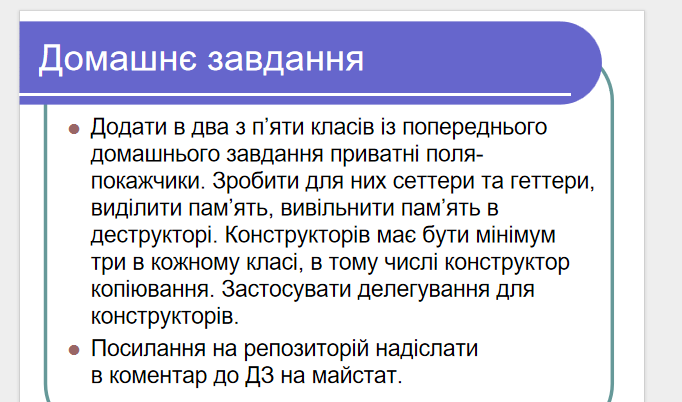 Домашнє завдання
Додати в два з п’яти класів із попереднього
домашнього завдання приватні поля-
покажчики. Зробити для них сеттери та геттери,
виділити пам’ять, вивільнити пам’ять в
деструкторі. Конструкторів має бути мінімум
три в кожному класі, в тому числі конструктор
копіювання. Застосувати делегування для
конструкторів.
Посилання на репозиторій надіслати
в коментар до ДЗ на майстат.